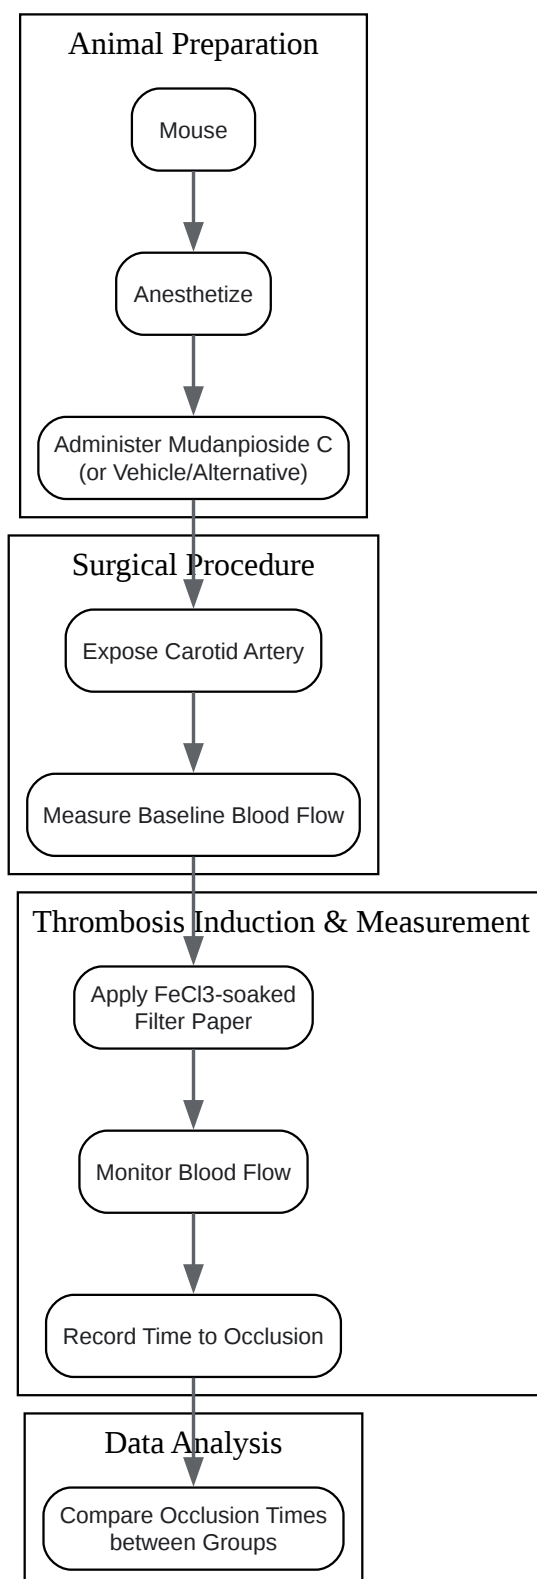 Animal Preparation
Mouse
Anesthetize
Administer Mudanpioside C
(or Vehicle/Alternative)
Surgical Procedure
Expose Carotid Artery
Measure Baseline Blood Flow
Thrombosis Induction & Measurement
Apply FeCl3-soaked
Filter Paper
Monitor Blood Flow
Record Time to Occlusion
Data Analysis
Compare Occlusion Times
between Groups